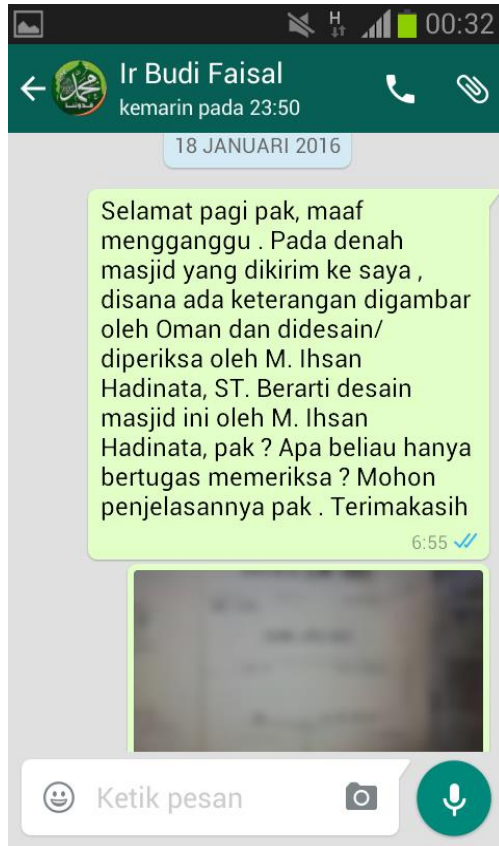 H
00:32
Ir Budi Faisal
kemarin pada 23:50
18 JANUARI 2016
Selamat pagi pak, maaf
mengganggu . Pada denah
masjid yang dikirim ke saya ,
disana ada keterangan digambar
oleh Oman dan didesain/
diperiksa oleh M. Ihsan
Hadinata, ST. Berarti desain
masjid ini oleh M. Ihsan
Hadinata, pak ? Apa beliau hanya
bertugas memeriksa ? Mohon
penjelasannya pak . Terimakasih
6:55
Ketik pesan